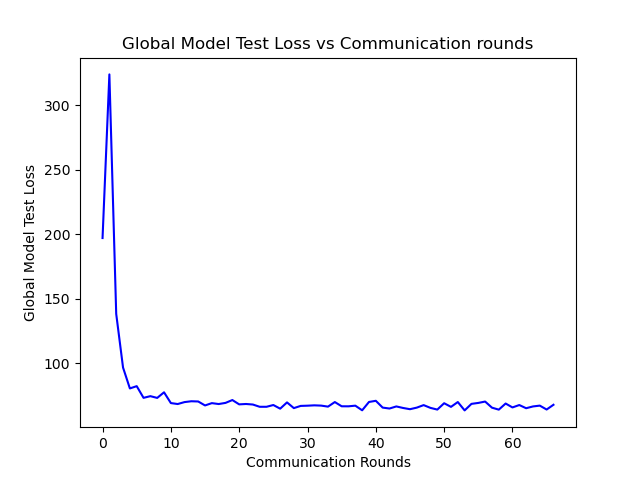 Global Model Test Loss vs Communication rounds
Global Model Test Loss
300
250
200
150
100
0 10 20 30 40 50 60
Communication Rounds